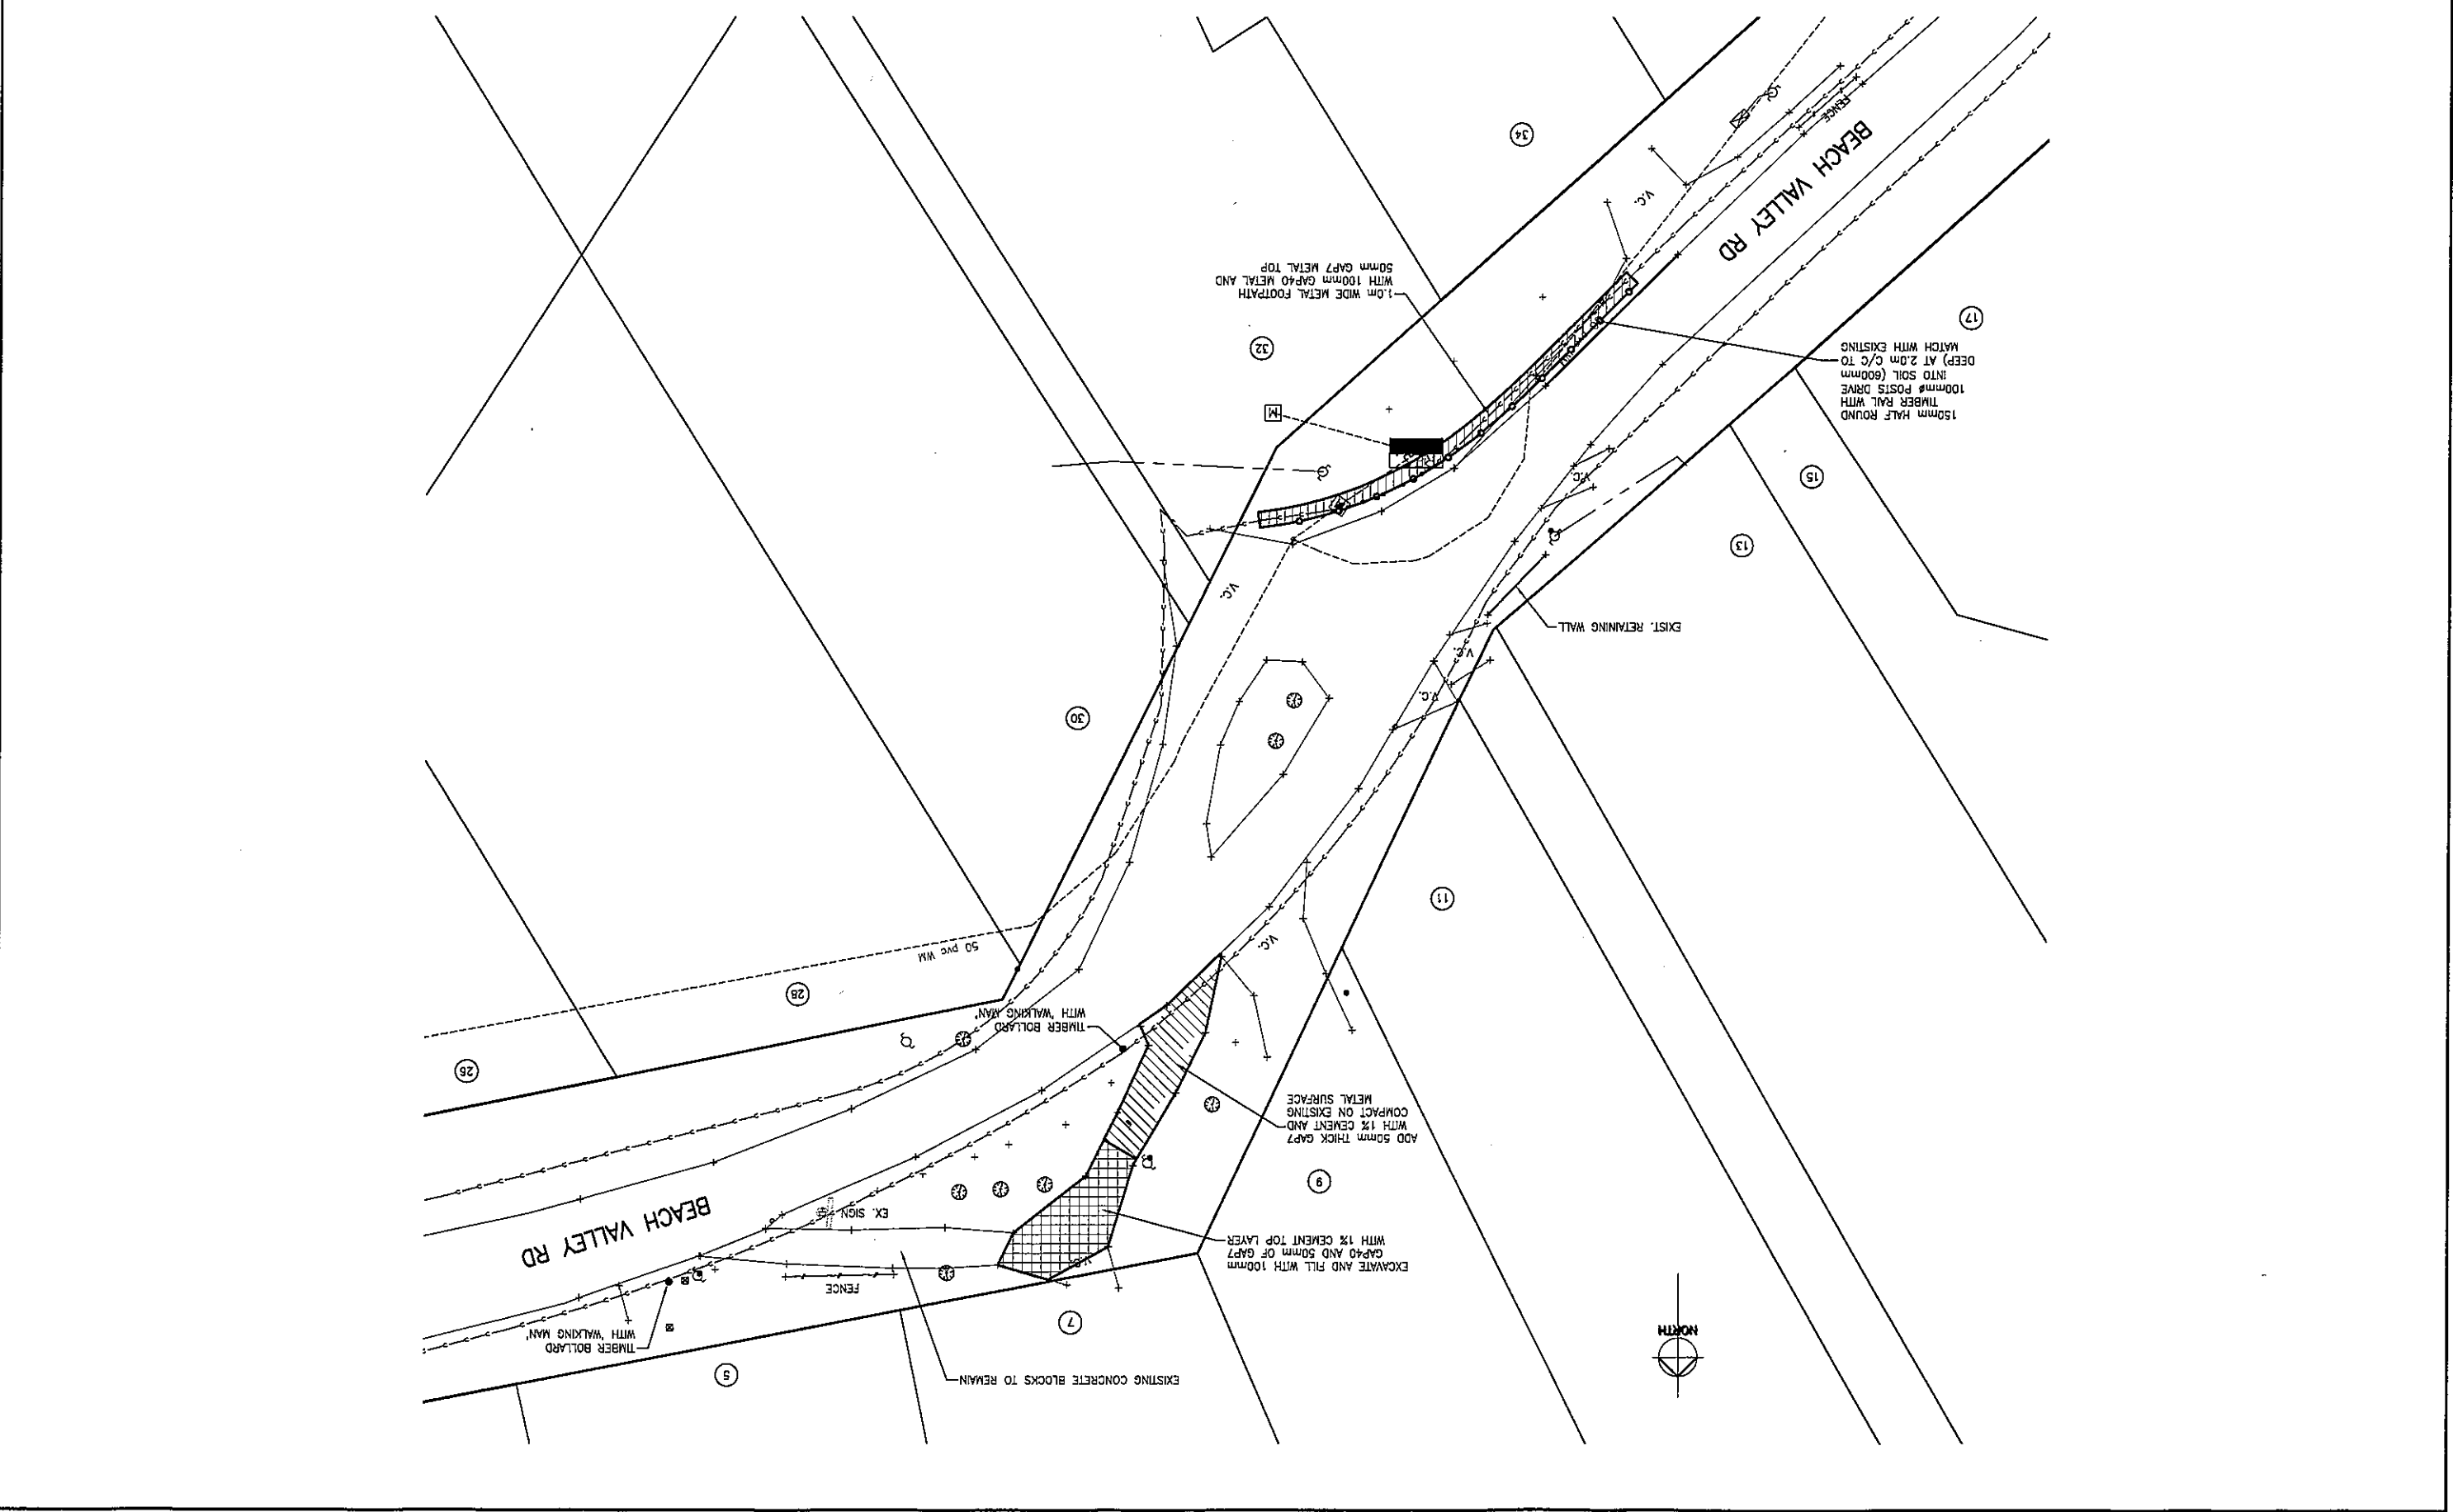 EXISTING CONCRETE BLOCKS TO REMAIN
5
7
TIMBER BOLLARD
WITH 'WALKING MAN'
NORTH
FENCE
EXCAVATE AND FILL WITH 100mm
GAP40 AND 50mm OF GAP7
WITH 1% CEMENT TOP LAYER
BEACH VALLEY RD
EX. SIGN
9
ADD 50mm THICK GAP7
WITH 1% CEMENT AND
COMPACT ON EXISTING
METAL SURFACE
26
TIMBER BOLLARD
WITH 'WALKING MAN'
28
50 pvc WM
V.C.
11
30
V.C.
V.C.
EXIST. RETAINING WALL
V.C.
13
15
V.C.
M
150mm HALF ROUND
TIMBER RAIL WITH
100mmø POSTS DRIVE
INTO SOIL (600mm
DEEP) AT 2.0m C/C TO
MATCH WITH EXISTING
17
32
1.0m WIDE METAL FOOTPATH
WITH 100mm GAP40 METAL AND
50mm GAP7 METAL TOP
BEACH VALLEY RD
V.C.
34
FENCE